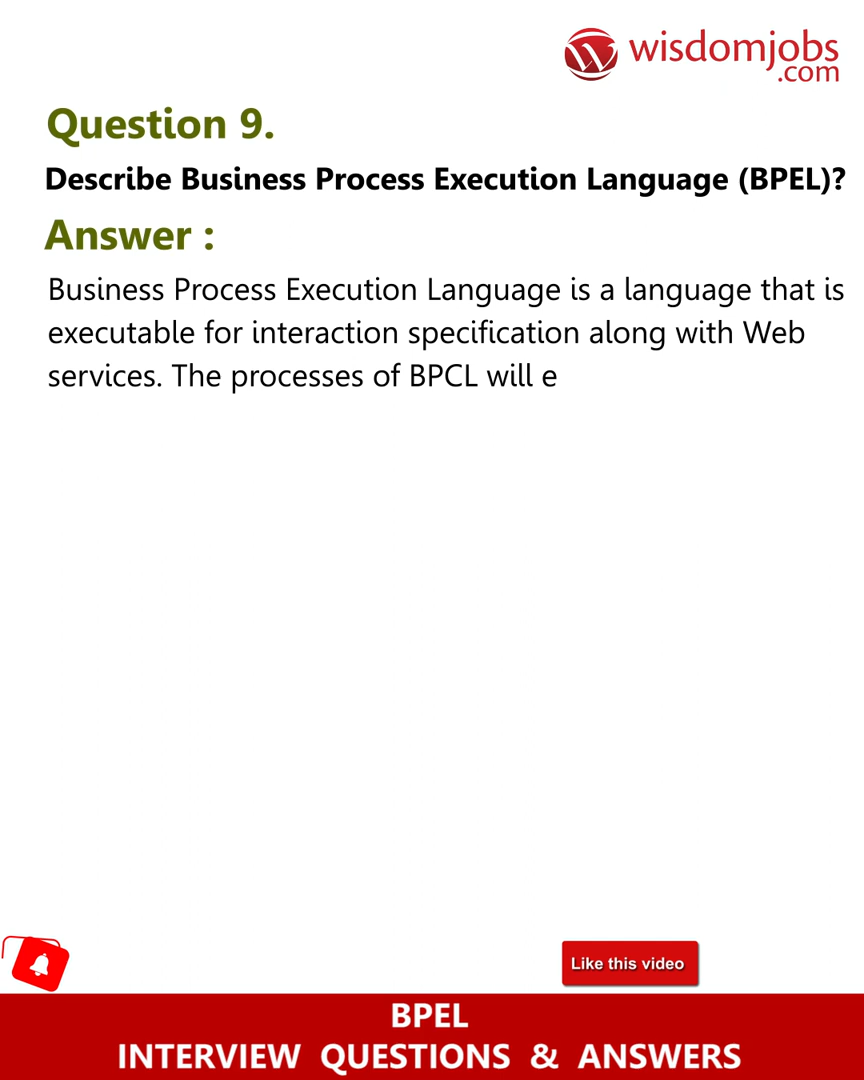 wisdomjobs
.com
Question 9.
Describe Business Process Execution Language (BPEL)?
Answer :
Business Process Execution Language is a language that is
executable for interaction specification along with Web
services. The processes of BPCL will e
Like this video
BPEL
INTERVIEW QUESTIONS & ANSWERS